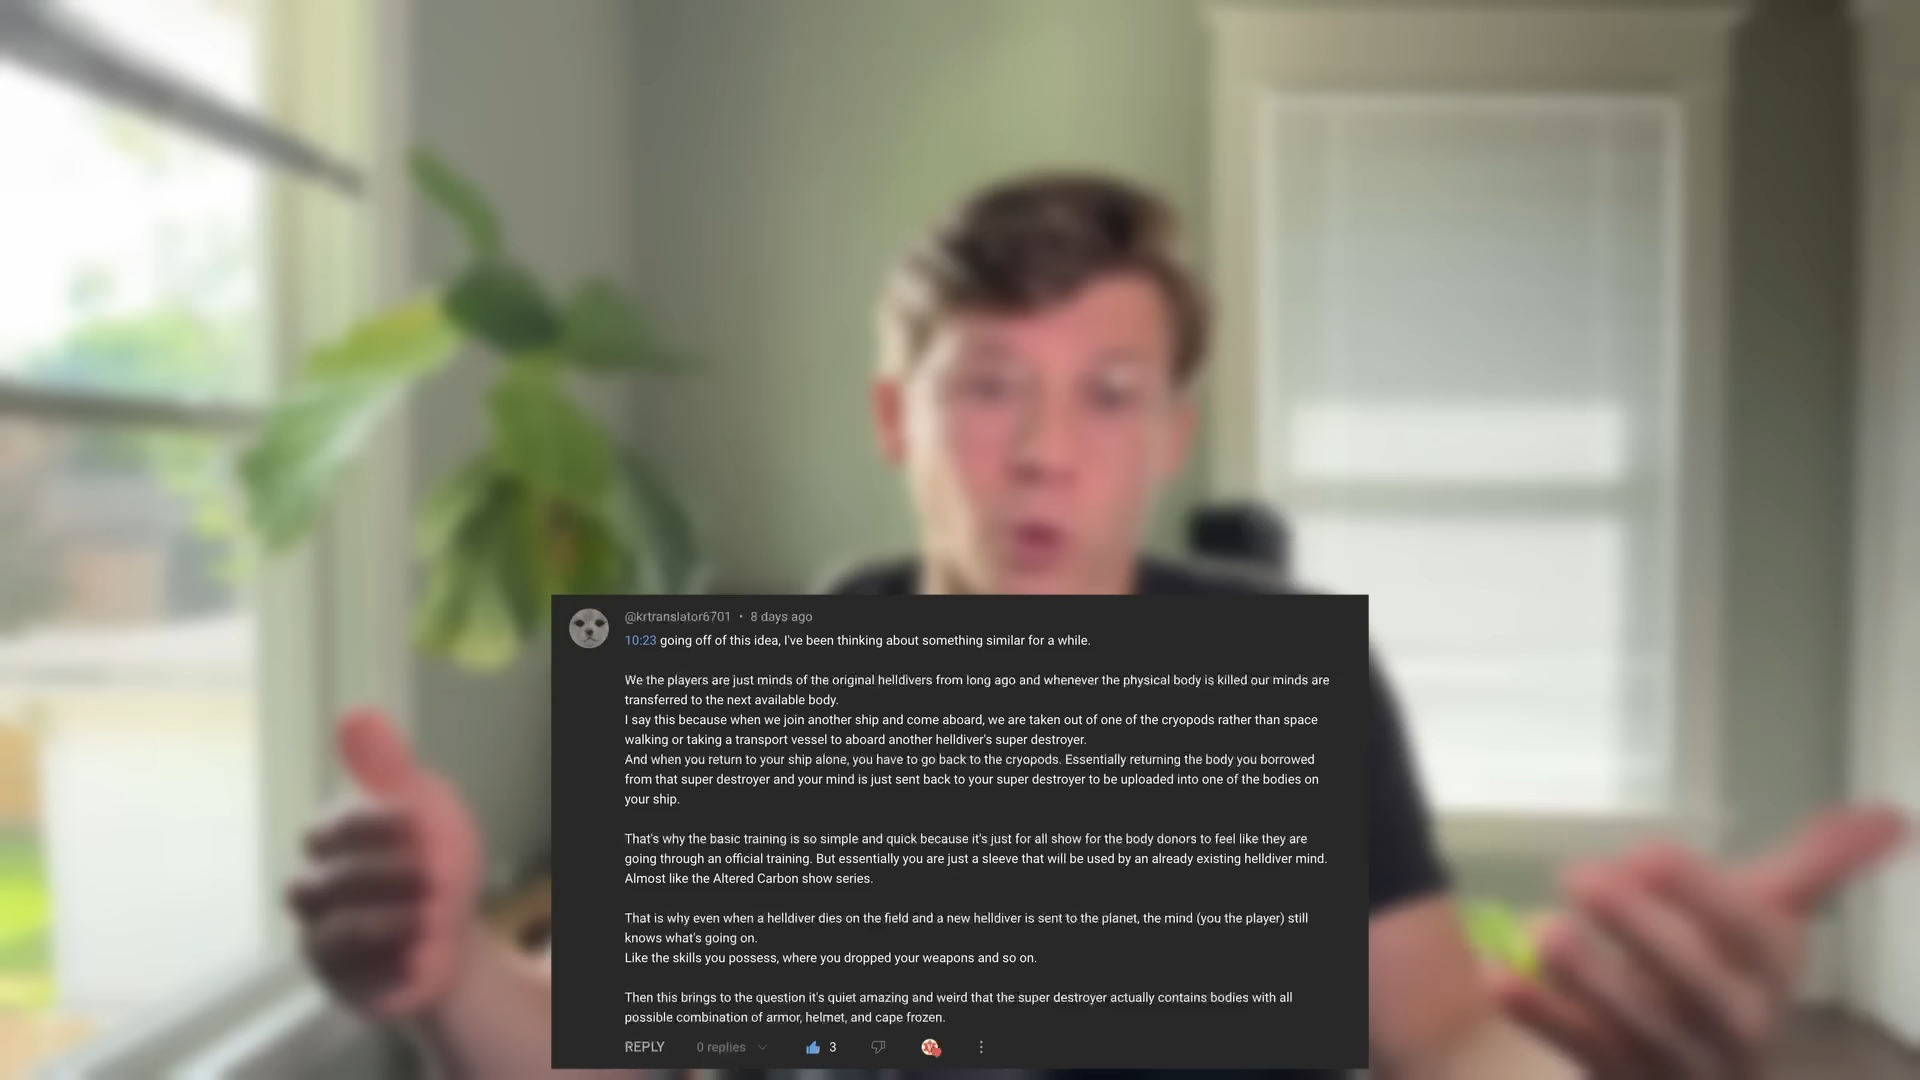 @krtranslator6701 • 8 days ago
10:23 going off of this idea, I've been thinking about something similar for a while.
We the players are just minds of the original helldivers from long ago and whenever the physical body is killed our minds are
transferred to the next available body.
I say this because when we join another ship and come aboard, we are taken out of one of the cryopods rather than space
walking or taking a transport vessel to aboard another helldiver's super destroyer.
And when you return to your ship alone, you have to go back to the cryopods. Essentially returning the body you borrowed
from that super destroyer and your mind is just sent back to your super destroyer to be uploaded into one of the bodies on
your ship.
That's why the basic training is so simple and quick because it's just for all show for the body donors to feel like they are
going through an official training. But essentially you are just a sleeve that will be used by an already existing helldiver mind.
Almost like the Altered Carbon show series.
That is why even when a helldiver dies on the field and a new helldiver is sent to the planet, the mind (you the player) still
knows what's going on.
Like the skills you possess, where you dropped your weapons and so on.
Then this brings to the question it's quiet amazing and weird that the super destroyer actually contains bodies with all
possible combination of armor, helmet, and cape frozen.
REPLY 0 replies 3